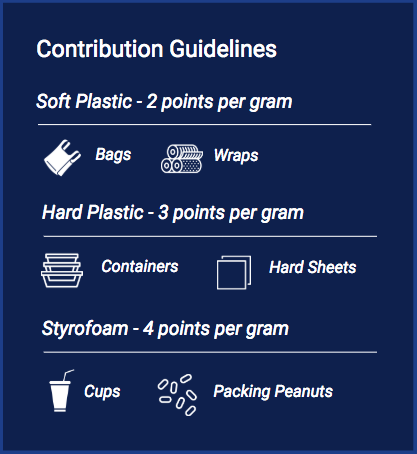 Contribution Guidelines
Soft Plastic - 2 points per gram
Bags Wraps
Hard Plastic - 3 points per gram
Containers Hard Sheets
Styrofoam - 4 points per gram
Cups Packing Peanuts